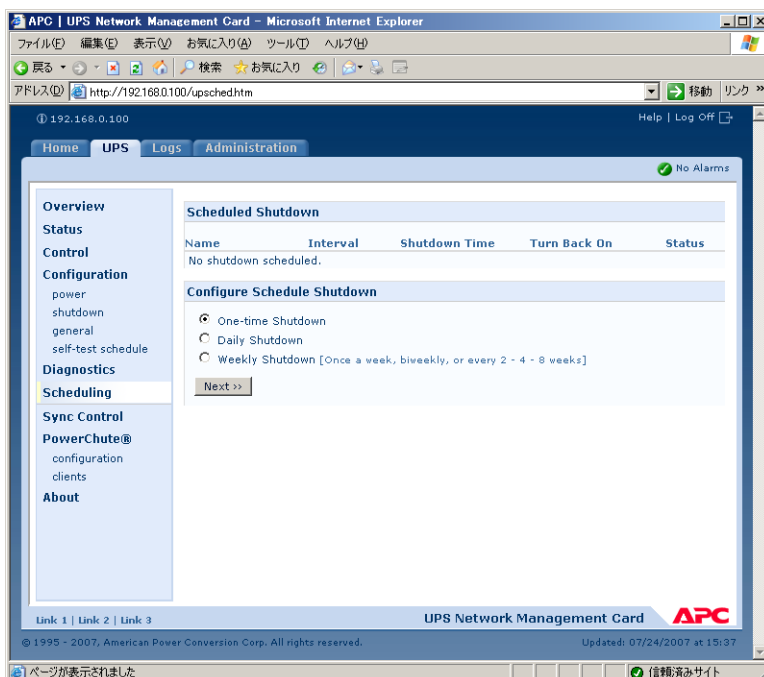 APC | UPS Network Management Card - Microsoft Internet Explorer
ファイル(F) 編集(E) 表示(V) お気に入り(A) ツール(T) ヘルプ(H)
戻る 検索 お気に入り
アドレス(D) http://192.168.0.100/upsched.htm 移動 リンク »
192.168.0.100 Help | Log Off
Home UPS Logs Administration
No Alarms
Overview
Status
Control
Configuration
power
shutdown
general
self-test schedule
Diagnostics
Scheduling
Sync Control
PowerChute®
configuration
clients
About
Scheduled Shutdown
Name Interval Shutdown Time Turn Back On Status
No shutdown scheduled.
Configure Schedule Shutdown
One-time Shutdown
Daily Shutdown
Weekly Shutdown [Once a week, biweekly, or every 2 - 4 - 8 weeks]
Next >>
Link 1 | Link 2 | Link 3 UPS Network Management Card APC
© 1995 - 2007, American Power Conversion Corp. All rights reserved. Updated: 07/24/2007 at 15:37
ページが表示されました 信頼済みサイト